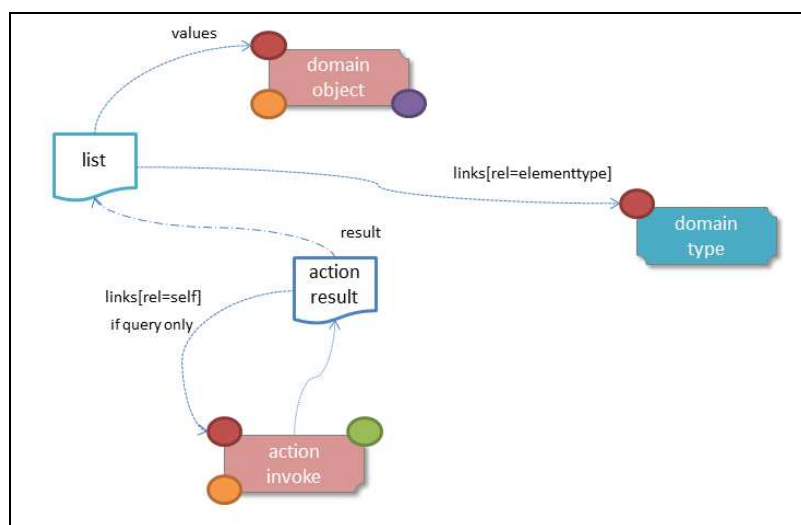 values
domain
object
list
links[rel=elementtype]
domain
type
result
action
result
links[rel=self]
if query only
action
invoke